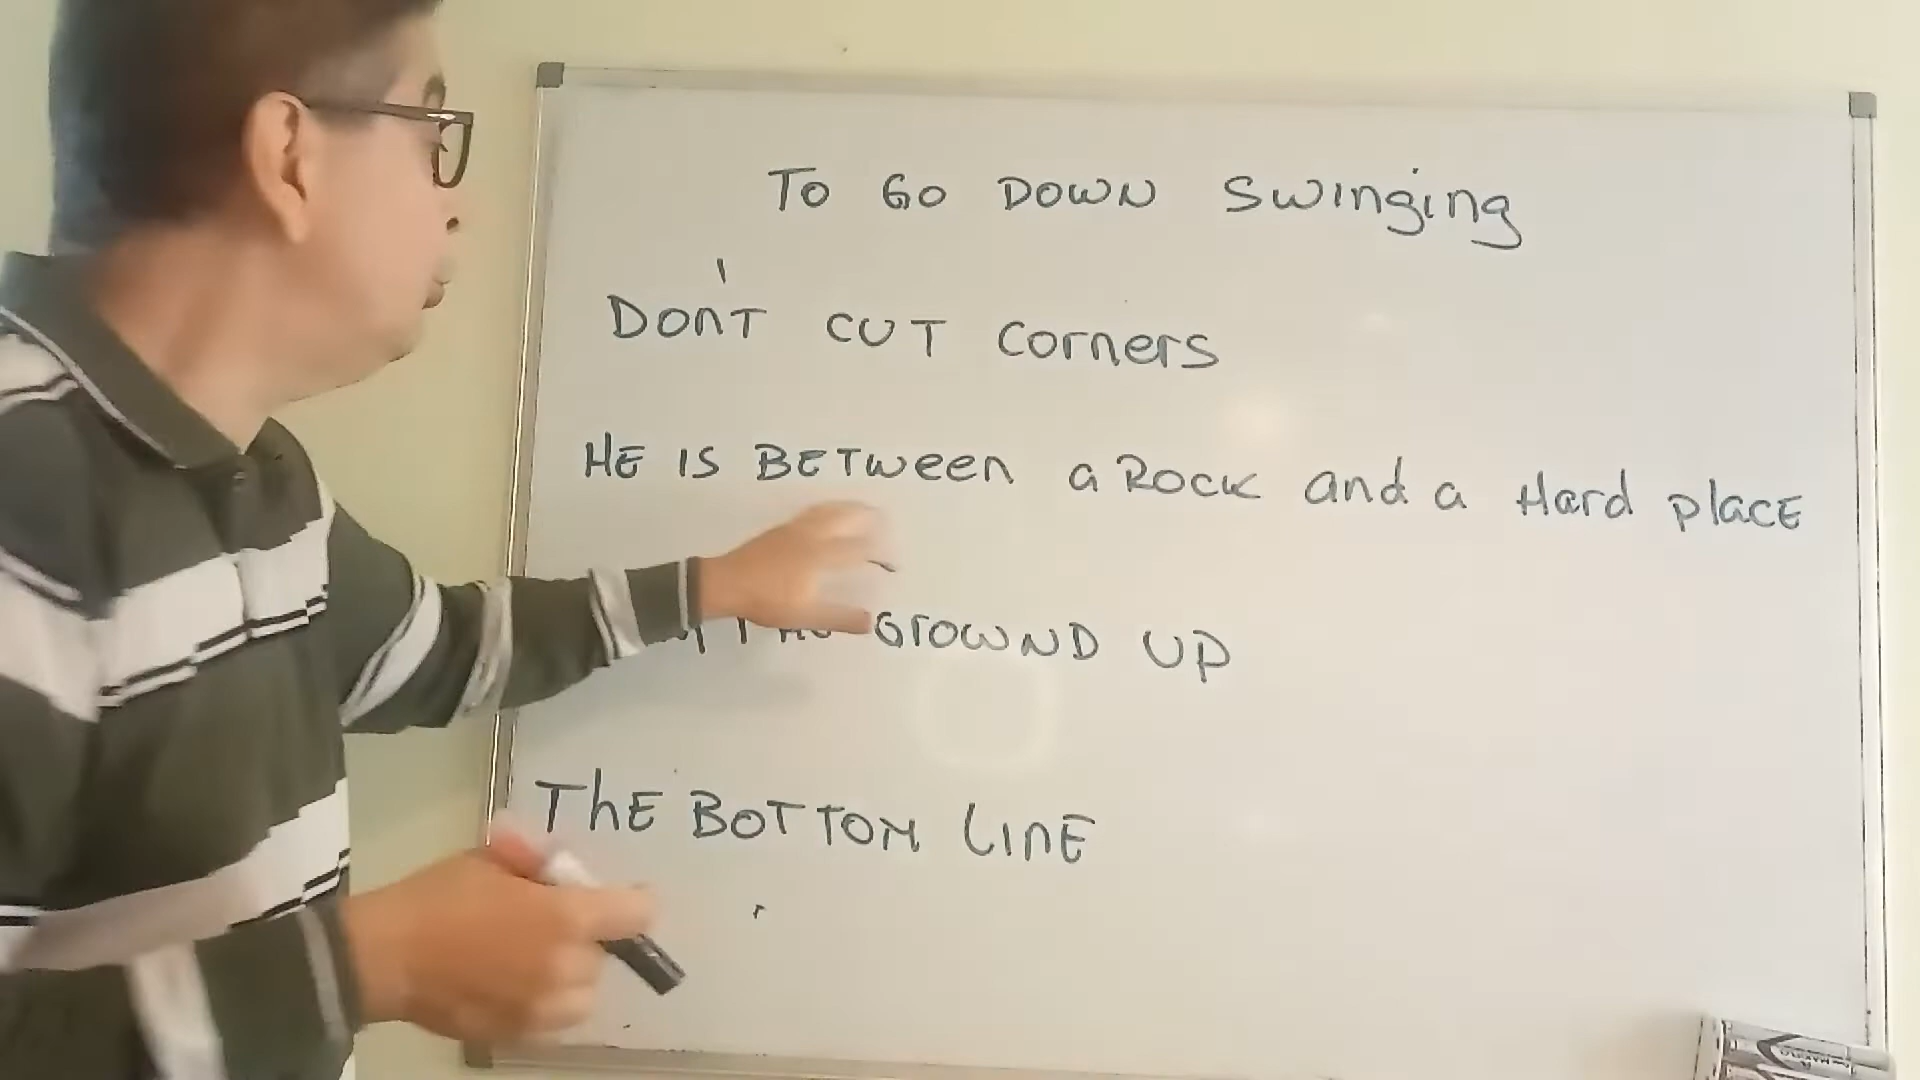 TO GO DOWN Swinging
DON'T CUT Corners
HE IS BETween a Rock and a Hard place
GROWND UP
ThE BOTTOM LINE